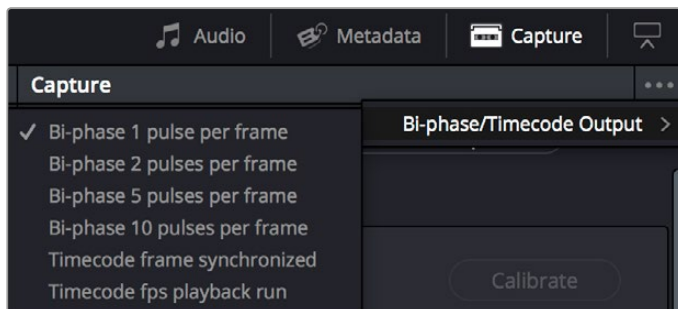 Audio Metadata Capture
Capture
Bi-phase/Timecode Output
✓ Bi-phase 1 pulse per frame
Bi-phase 2 pulses per frame
Bi-phase 5 pulses per frame
Bi-phase 10 pulses per frame
Timecode frame synchronized
Timecode fps playback run
Calibrate